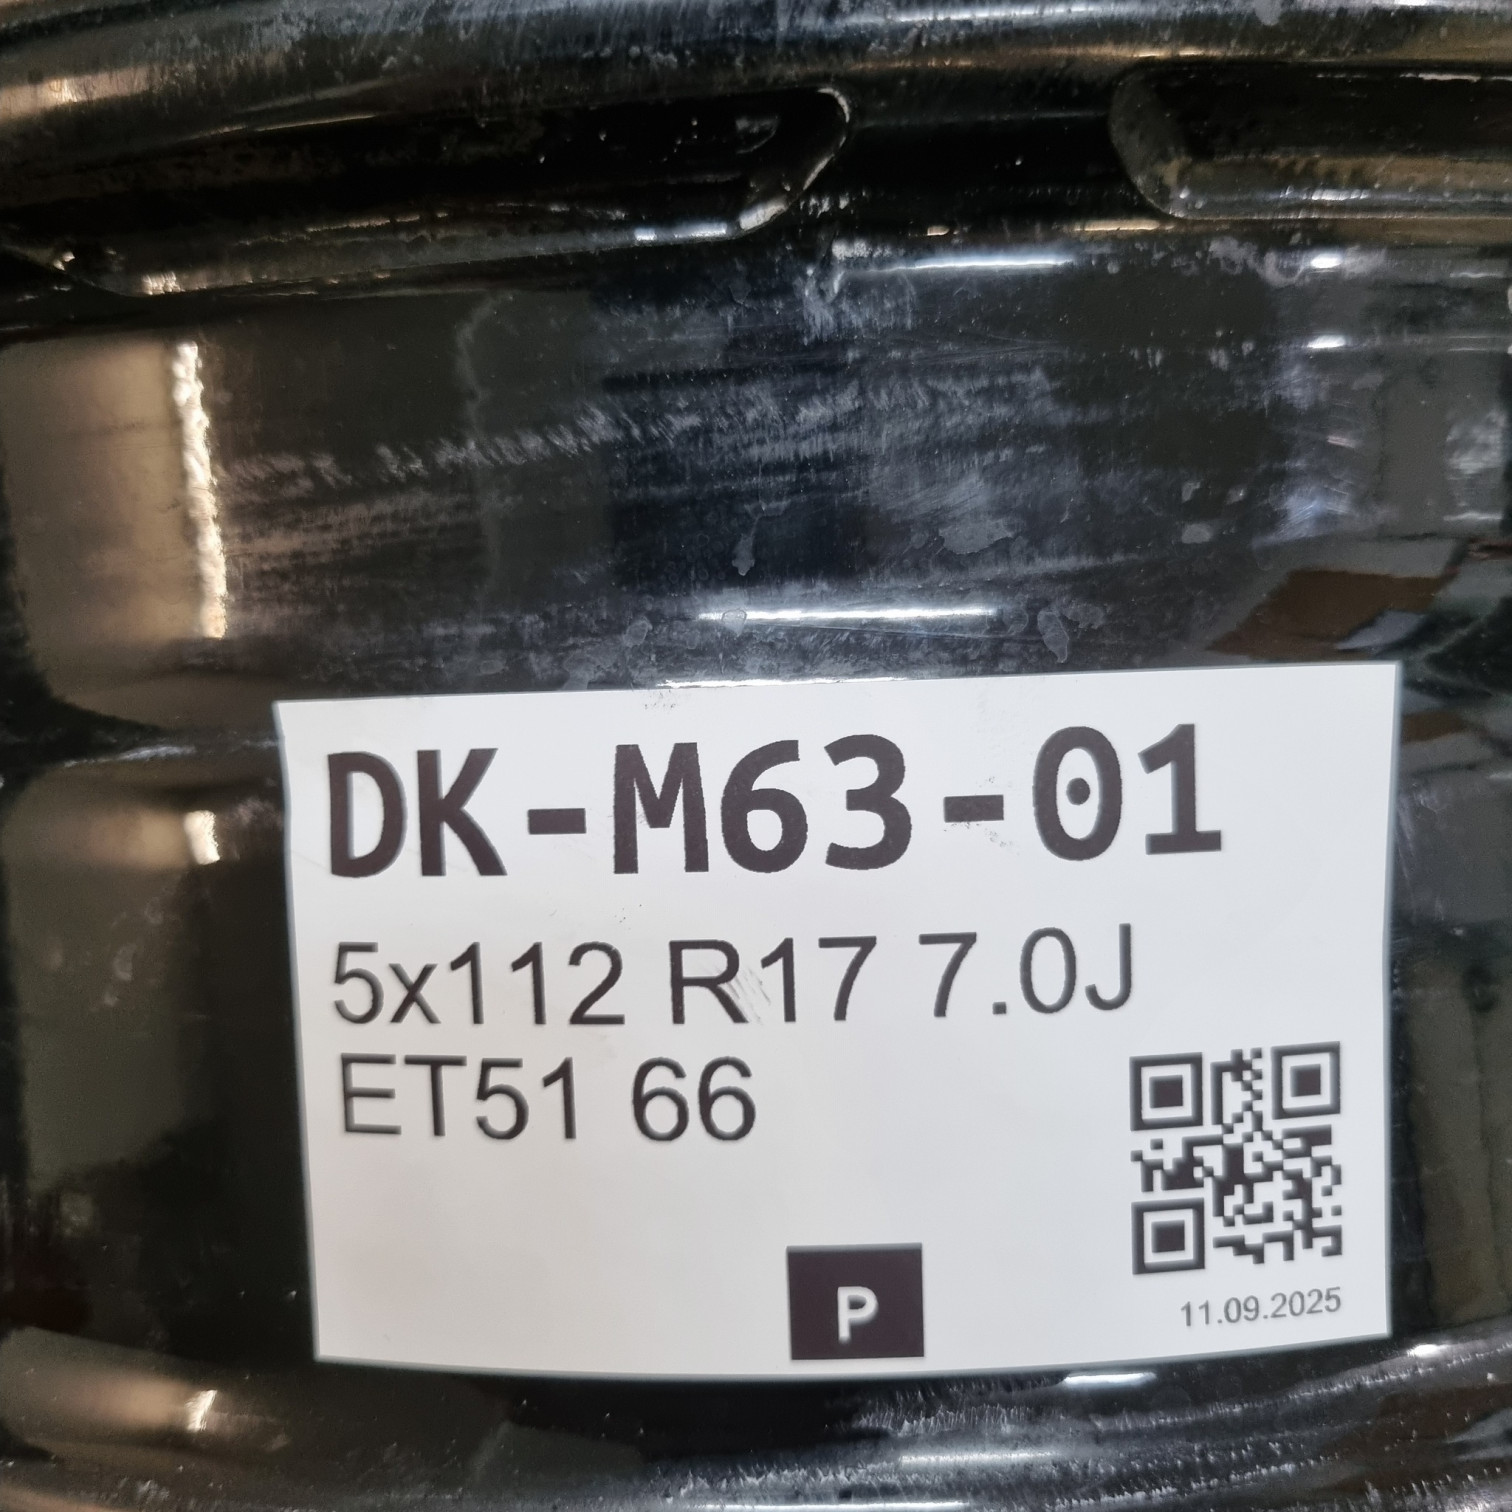 DK-M63-01
5x112 R17 7.0J
ET51 66
P
11.09.2025